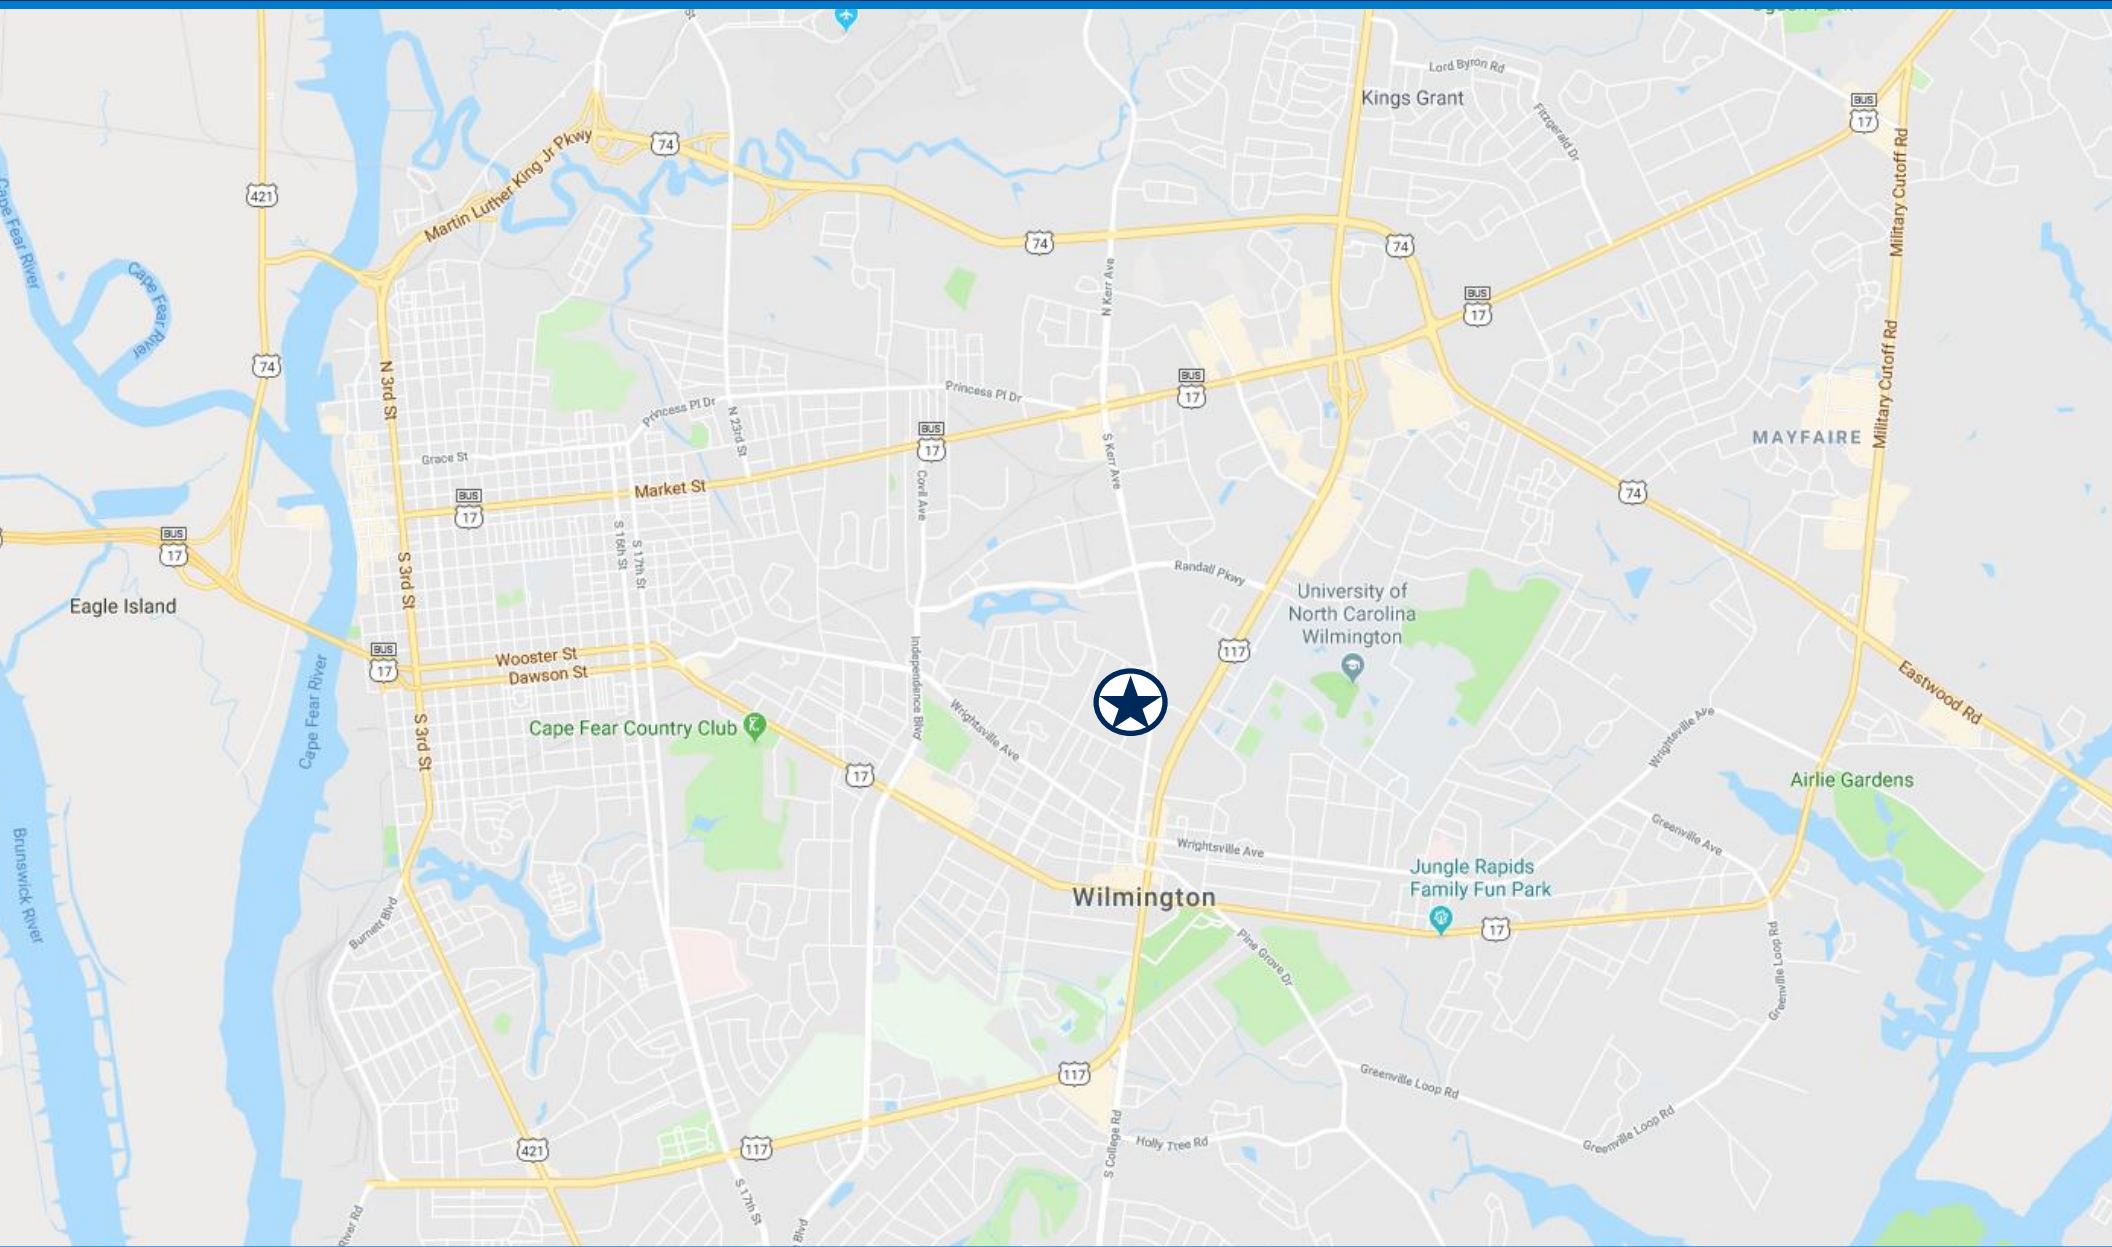 Lord Byron Rd
Kings Grant
Fitzgerald Dr
BUS
17
Military Cutoff Rd
Martin Luther King Jr Pkwy
74
421
Cape Fear River
Cape Fear River
74
74
N Kerr Ave
BUS
17
Military Cutoff Rd
74
N 3rd St
Princess Pl Dr
Princess Pl Dr
BUS
17
N 23rd St
BUS
17
MAYFAIRE
S Kerr Ave
Grace St
Market St
BUS
17
Covil Ave
74
BUS
17
S 16th St
S 17th St
S 3rd St
Randall Pkwy
University of
North Carolina
Wilmington
Eagle Island
BUS
17
Wooster St
Dawson St
Independence Blvd
117
Eastwood Rd
Cape Fear River
S 3rd St
Cape Fear Country Club
Wrightsville Ave
Wrightsville Ave
17
Airlie Gardens
Brunswick River
Wrightsville Ave
Greenville Ave
Jungle Rapids
Family Fun Park
Wilmington
17
Burnett Blvd
Pine Grove Dr
Greenville Loop Rd
117
Greenville Loop Rd
Greenville Loop Rd
421
117
S College Rd
Holly Tree Rd
S 17th St
River Rd
Blvd
Military Cutoff Rd